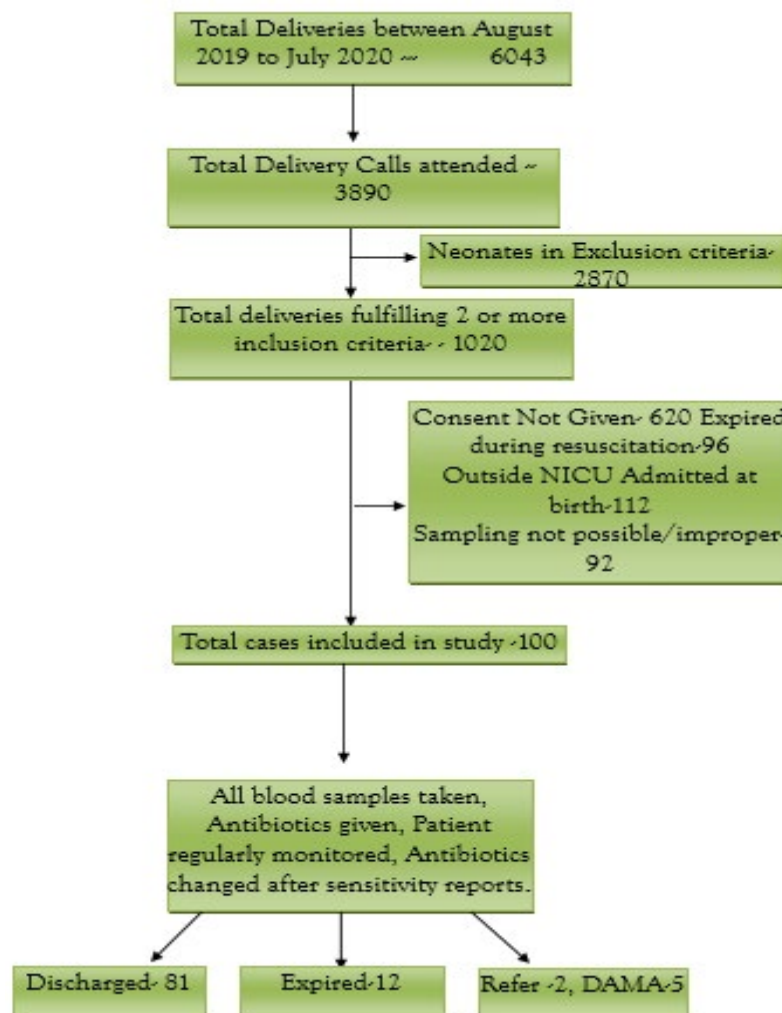 Total Deliveries between August
2019 to July 2020 ~ 6043
Total Delivery Calls attended ~
3890
Neonates in Exclusion criteria-
2870
Total deliveries fulfilling 2 or more
inclusion criteria- - 1020
Consent Not Given- 620 Expired
during resuscitation-96
Outside NICU Admitted at
birth-112
Sampling not possible/improper-
92
Total cases included in study -100
All blood samples taken,
Antibiotics given, Patient
regularly monitored, Antibiotics
changed after sensitivity reports.
Discharged- 81
Expired-12
Refer -2, DAMA-5